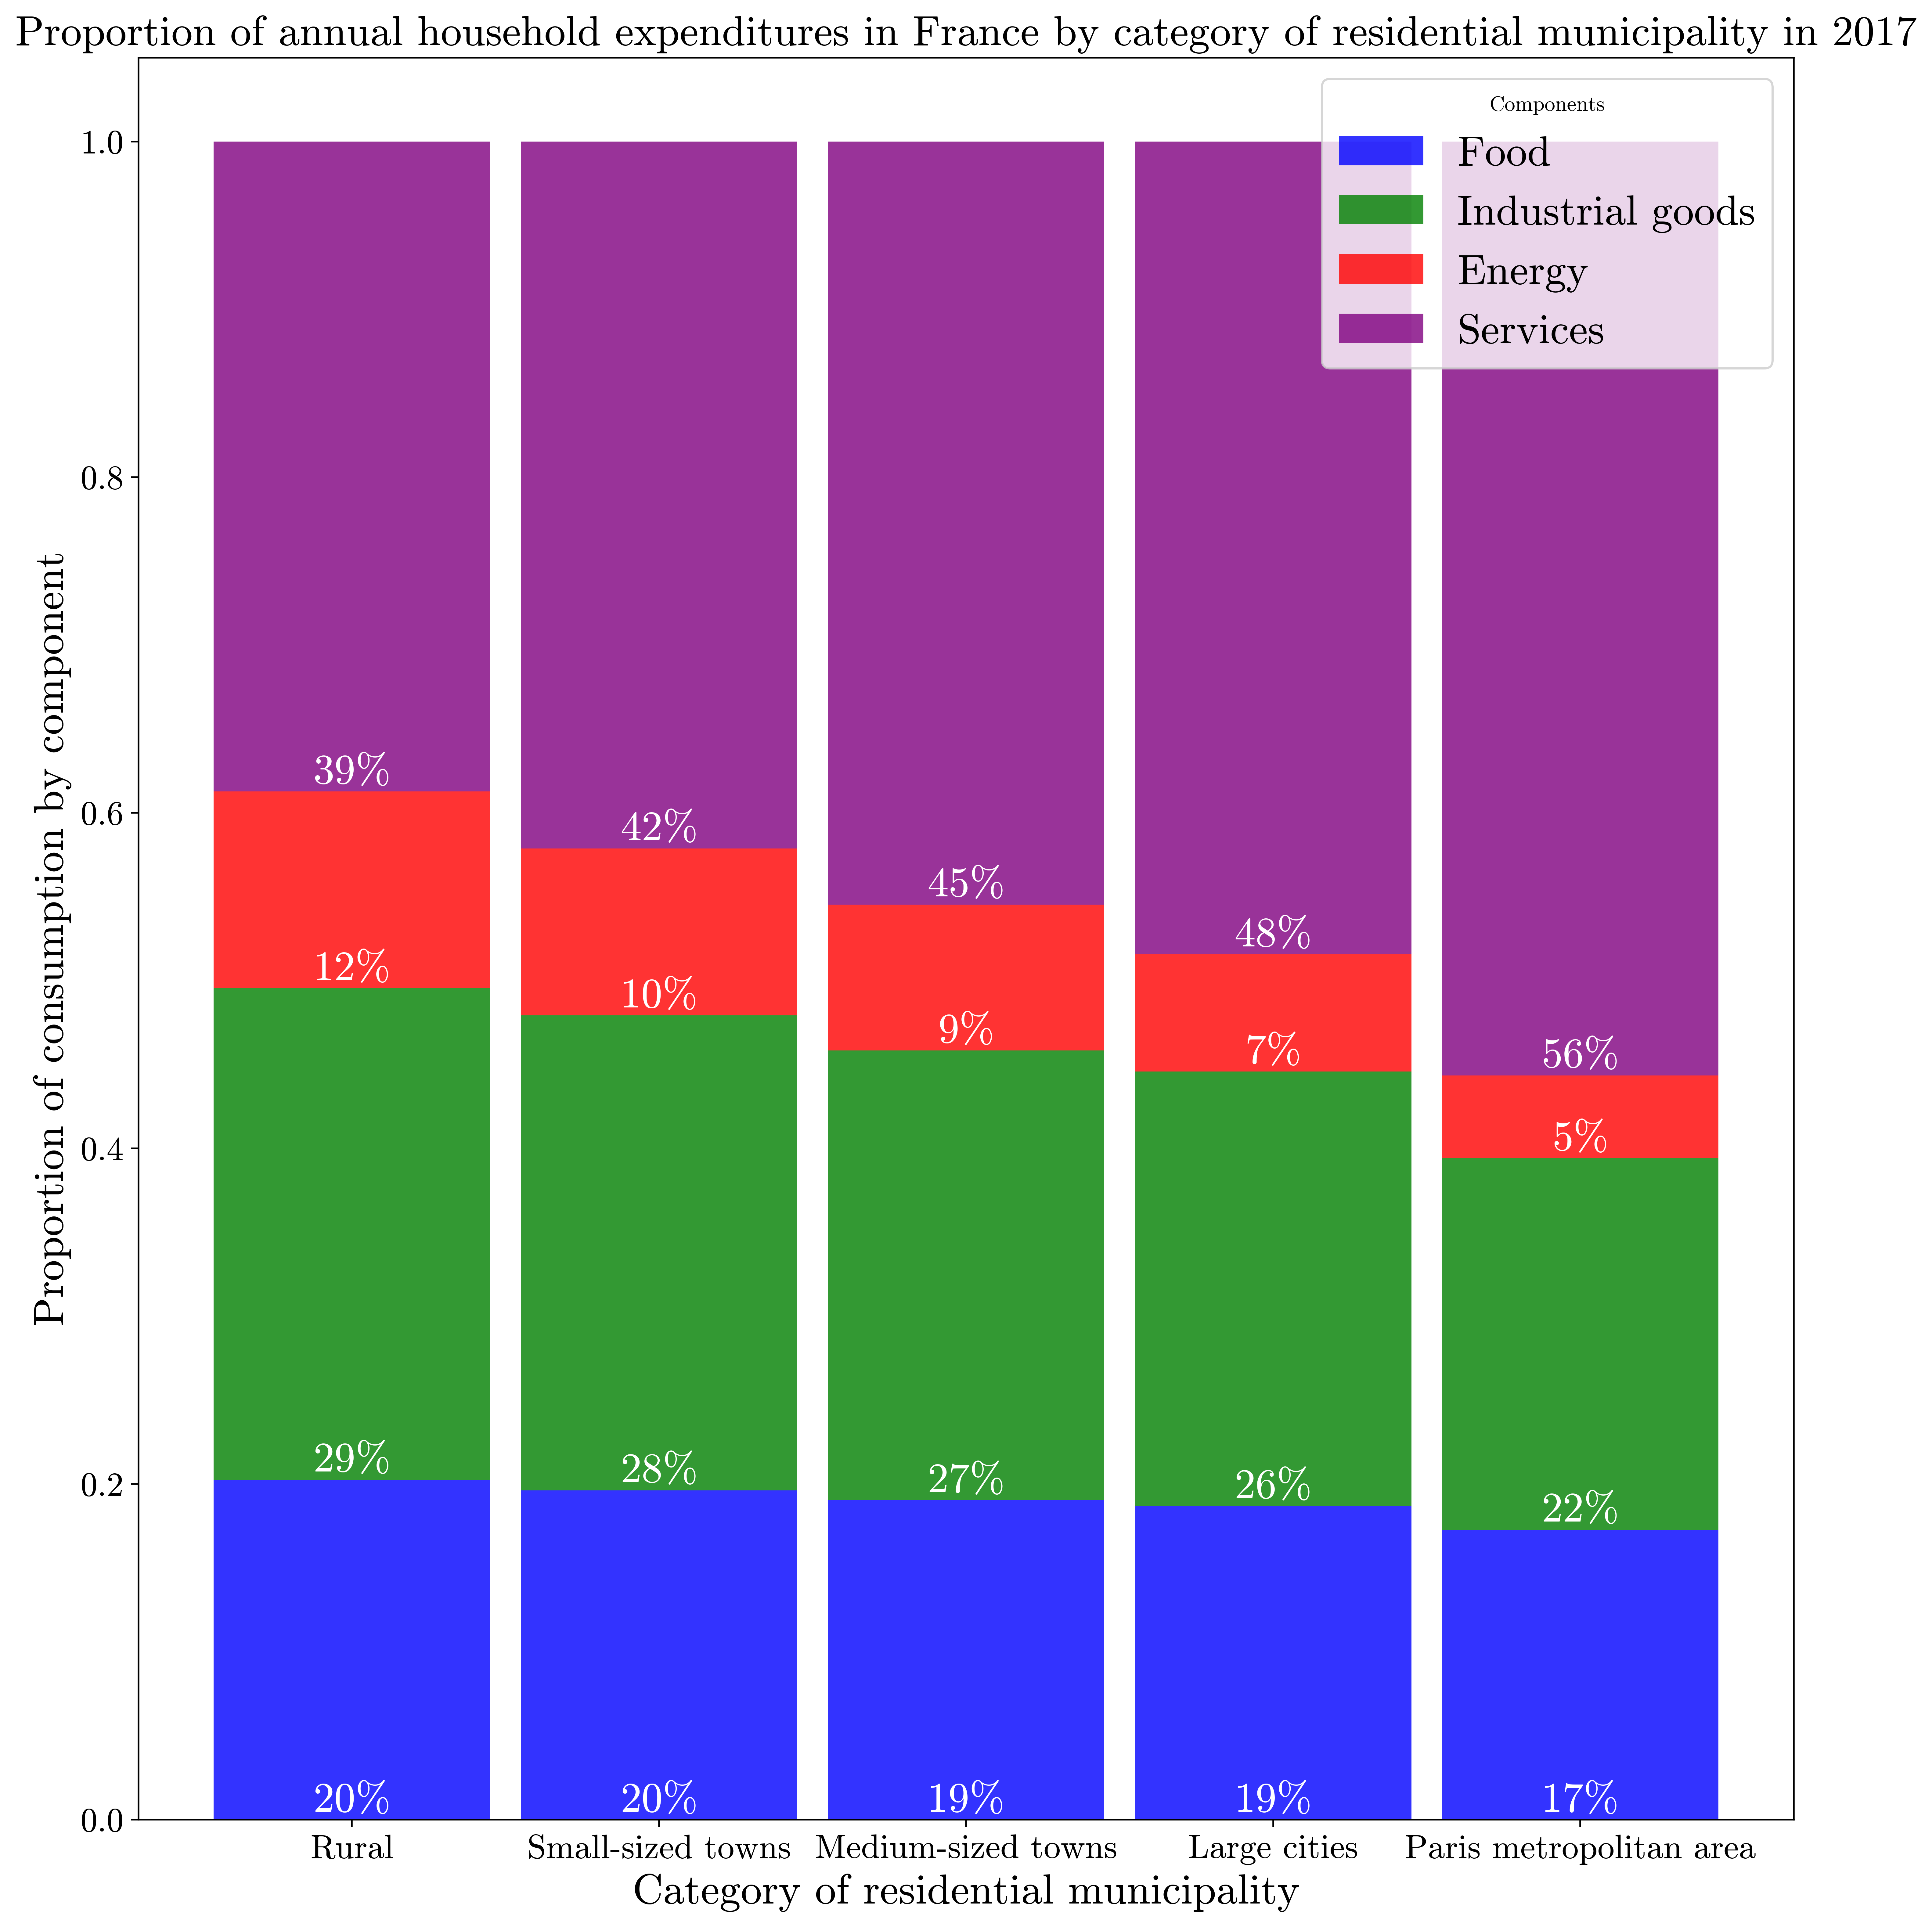 Proportion of annual household expenditures in France by category of residential municipality in 2017
Components
Food
Industrial goods
Energy
Services
Proportion of consumption by component
1.0
0.8
0.6
0.4
0.2
0.0
39%
42%
45%
48%
56%
12%
10%
9%
7%
5%
29%
28%
27%
26%
22%
20%
20%
19%
19%
17%
Rural
Small-sized towns
Medium-sized towns
Large cities
Paris metropolitan area
Category of residential municipality